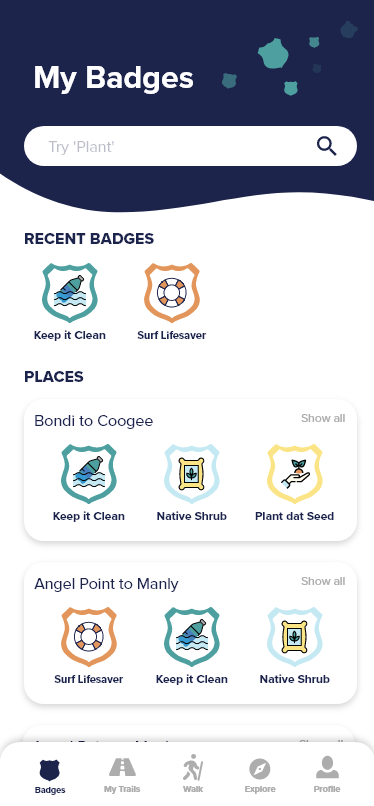 My Badges
Try 'Plant'
RECENT BADGES
Keep it Clean
Surf Lifesaver
PLACES
Bondi to Coogee
Show all
Keep it Clean
Native Shrub
Plant dat Seed
Angel Point to Manly
Show all
Surf Lifesaver
Keep it Clean
Native Shrub
Badges
My Trails
Walk
Explore
Profile